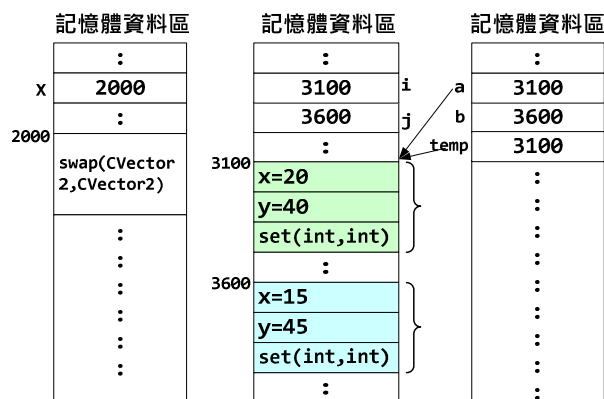 記憶體資料區
:
X 2000
:
2000
swap(CVector
2,CVector2)
:
:
:
:
:
:
記憶體資料區
:
3100 i
3600 j
:
3100
x=20
y=40
set(int,int)
:
3600
x=15
y=45
set(int,int)
:
記憶體資料區
:
a 3100
b 3600
temp 3100
:
:
:
:
:
:
:
:
: